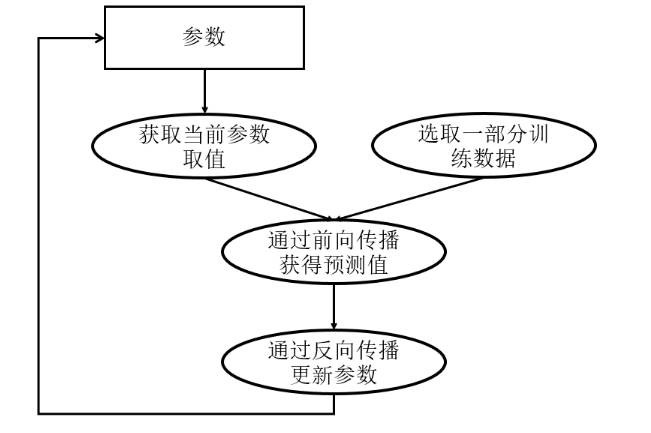 参数
获取当前参数
取值
选取一部分训
练数据
通过前向传播
获得预测值
通过反向传播
更新参数